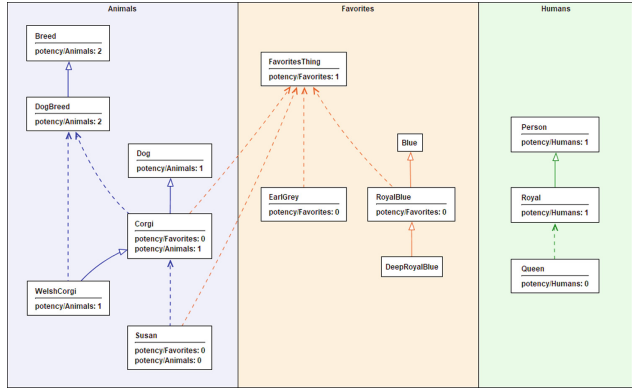 Animals
Favorites
Humans
Breed
potency/Animals: 2
FavoritesThing
potency/Favorites: 1
DogBreed
potency/Animals: 2
Person
potency/Humans: 1
Blue
Dog
potency/Animals: 1
EarlGrey
potency/Favorites: 0
RoyalBlue
potency/Favorites: 0
Royal
potency/Humans: 1
Corgi
potency/Favorites: 0
potency/Animals: 1
DeepRoyalBlue
Queen
potency/Humans: 0
WelshCorgi
potency/Animals: 1
Susan
potency/Favorites: 0
potency/Animals: 0